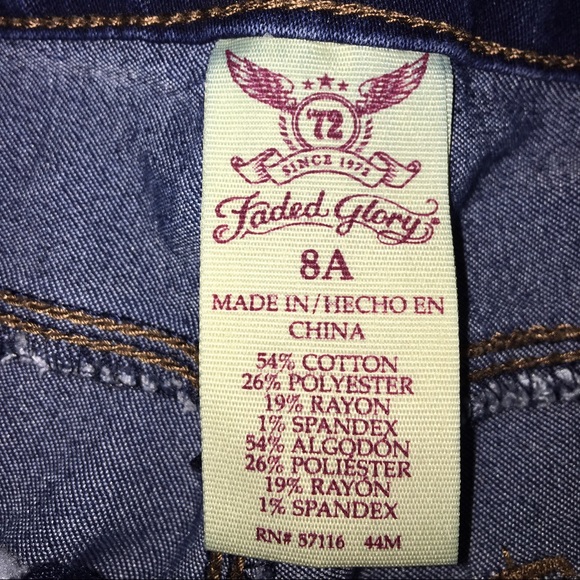 '72
SINCE 1972
Faded Glory
8A
MADE IN/HECHO EN
CHINA
54% COTTON
26% POLYESTER
19% RAYON
1% SPANDEX
54% ALGODÓN
26% POLIÉSTER
19% RAYÓN
1% SPANDEX
RN# 57116 44M